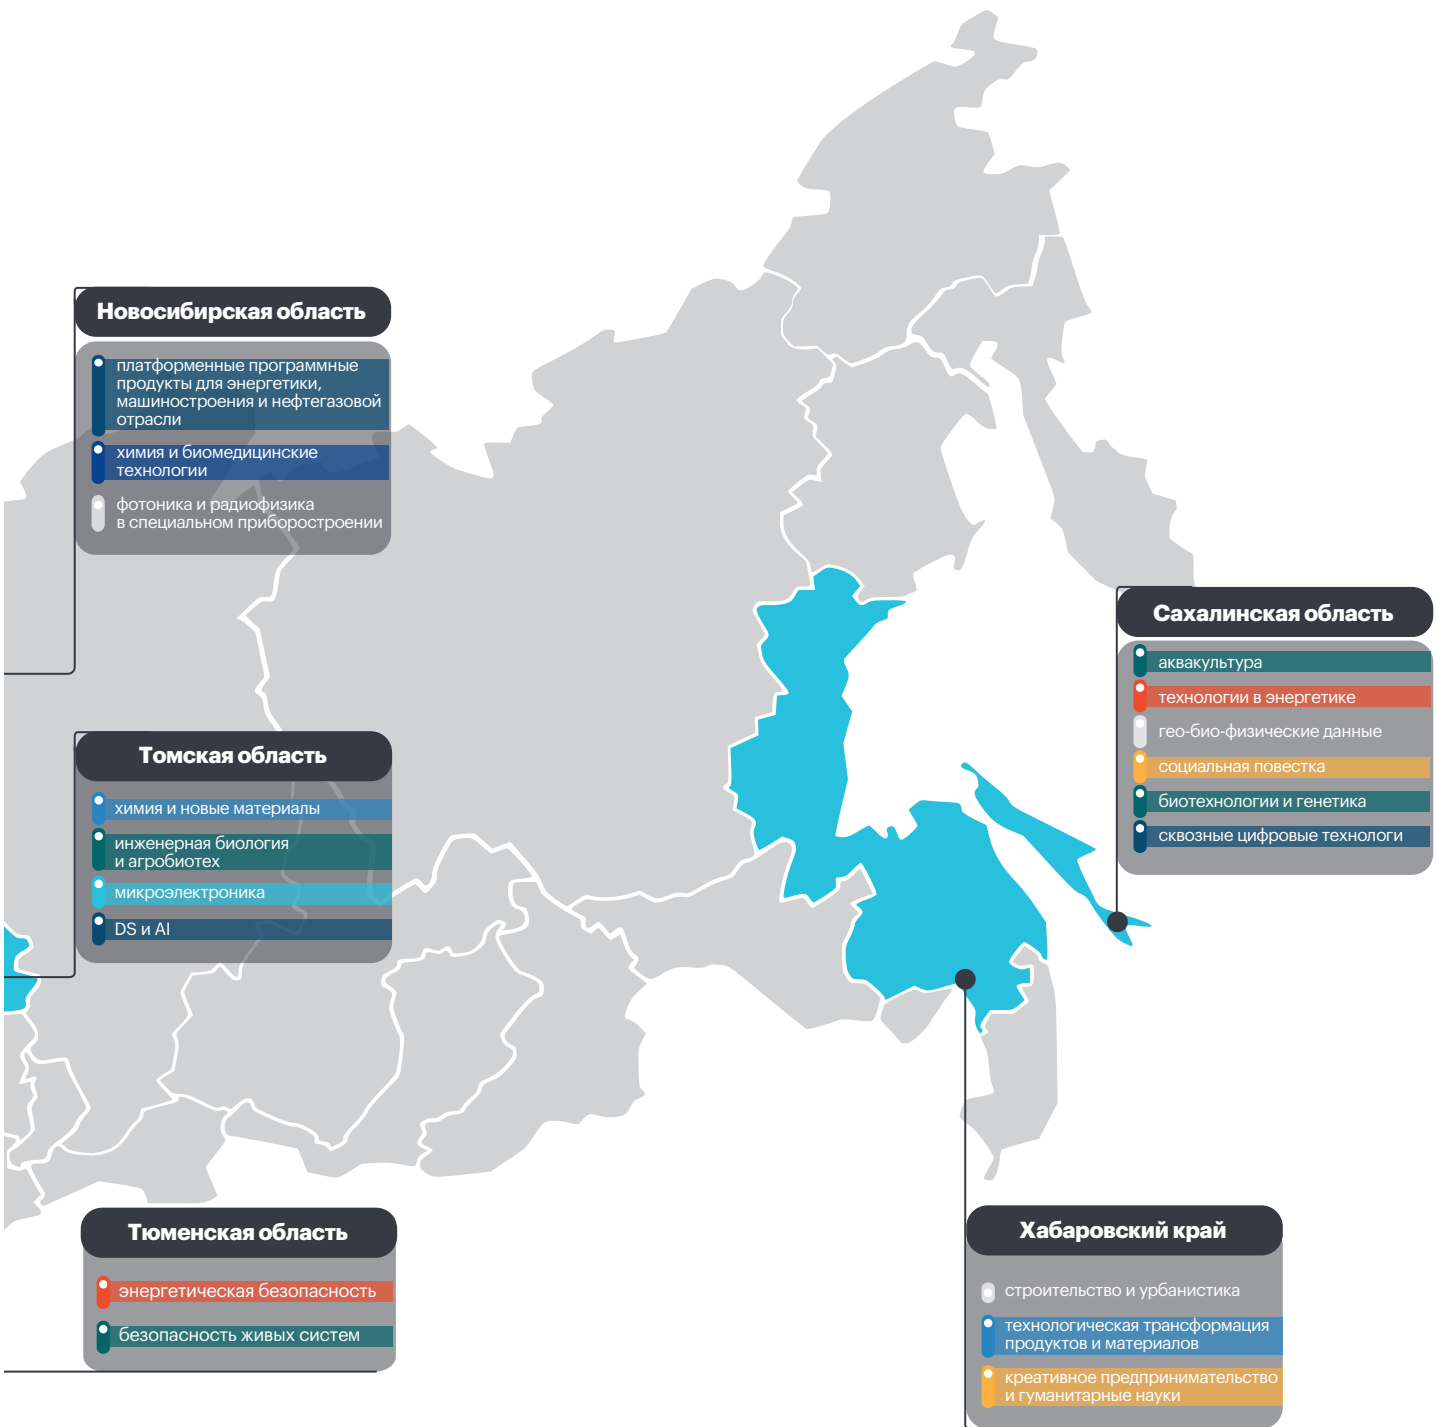 Новосибирская область
платформенные программные
продукты для энергетики,
машиностроения и нефтегазовой
отрасли
химия и биомедицинские
технологии
фотоника и радиофизика
в специальном приборостроении
Томская область
химия и новые материалы
инженерная биология
и агробиотех
микроэлектроника
DS и AI
Тюменская область
энергетическая безопасность
безопасность живых систем
Сахалинская область
аквакультура
технологии в энергетике
гео-био-физические данные
социальная повестка
биотехнологии и генетика
сквозные цифровые технологи
Хабаровский край
строительство и урбанистика
технологическая трансформация
продуктов и материалов
креативное предпринимательство
и гуманитарные науки